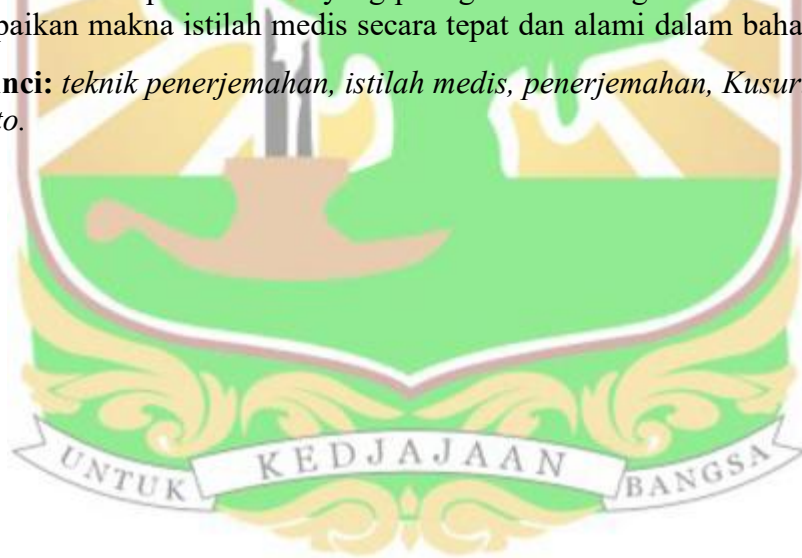 yang
paikan makna istilah medis secara tepat dan alami dalam baha
nci: teknik penerjemahan, istilah medis, penerjemahan, Kusur
to.
UNTUK KEDJAJAAN BANGSA